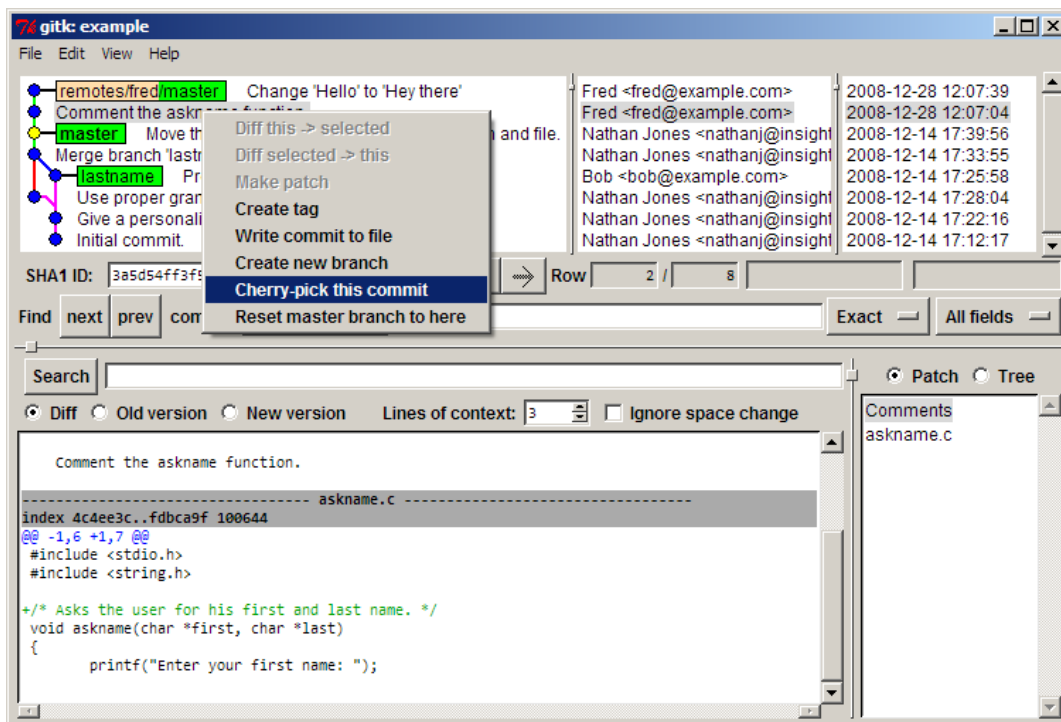 gitk: example
File Edit View Help
remotes/fred/master Change 'Hello' to 'Hey there' Fred <fred@example.com> 2008-12-28 12:07:39
Comment the askname function. Fred <fred@example.com> 2008-12-28 12:07:04
master Move th n and file. Nathan Jones <nathanj@insight 2008-12-14 17:39:56
Merge branch 'lastn Nathan Jones <nathanj@insight 2008-12-14 17:33:55
lastname Pr Bob <bob@example.com> 2008-12-14 17:25:58
Use proper gran Nathan Jones <nathanj@insight 2008-12-14 17:28:04
Give a personali Nathan Jones <nathanj@insight 2008-12-14 17:22:16
Initial commit. Nathan Jones <nathanj@insight 2008-12-14 17:12:17
Diff this -> selected
Diff selected -> this
Make patch
Create tag
Write commit to file
Create new branch
Cherry-pick this commit
Reset master branch to here
SHA1 ID: 3a5d54ff3f5 Row 2 / 8
Find next prev com Exact All fields
Search Patch Tree
Diff Old version New version Lines of context: 3 Ignore space change
Comments
askname.c
Comment the askname function.
---------------------------------- askname.c ----------------------------------
index 4c4ee3c..fdbca9f 100644
@@ -1,6 +1,7 @@
#include <stdio.h>
#include <string.h>
+/* Asks the user for his first and last name. */
void askname(char *first, char *last)
{
printf("Enter your first name: ");